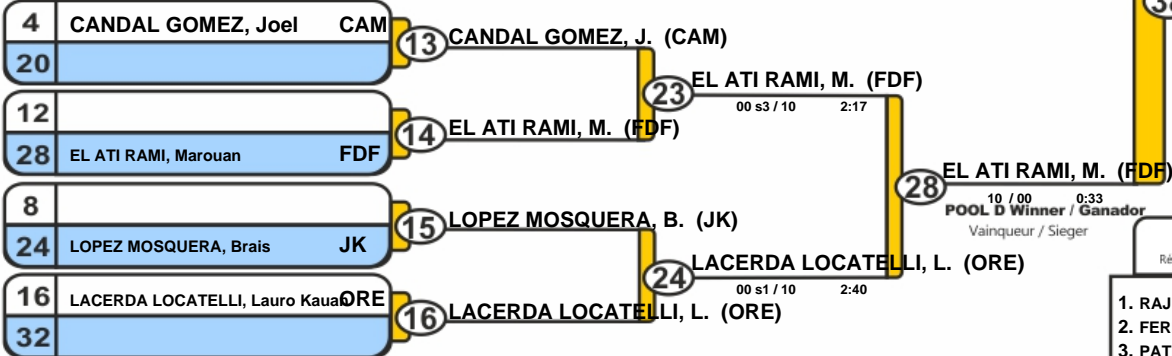 4 CANDAL GOMEZ, Joel CAM
20
13 CANDAL GOMEZ, J. (CAM)
12
28 EL ATI RAMI, Marouan FDF
14 EL ATI RAMI, M. (FDF)
23 EL ATI RAMI, M. (FDF)
00 s3 / 10 2:17
8
24 LOPEZ MOSQUERA, Brais JK
15 LOPEZ MOSQUERA, B. (JK)
16 LACERDA LOCATELLI, Lauro Kauan ORE
32
16 LACERDA LOCATELLI, L. (ORE)
24 LACERDA LOCATELLI, L. (ORE)
00 s1 / 10 2:40
28 EL ATI RAMI, M. (FDF)
10 / 00 0:33
POOL D Winner / Ganador
Vainqueur / Sieger
Ré
1. RAJ
2. FER
3. PAT